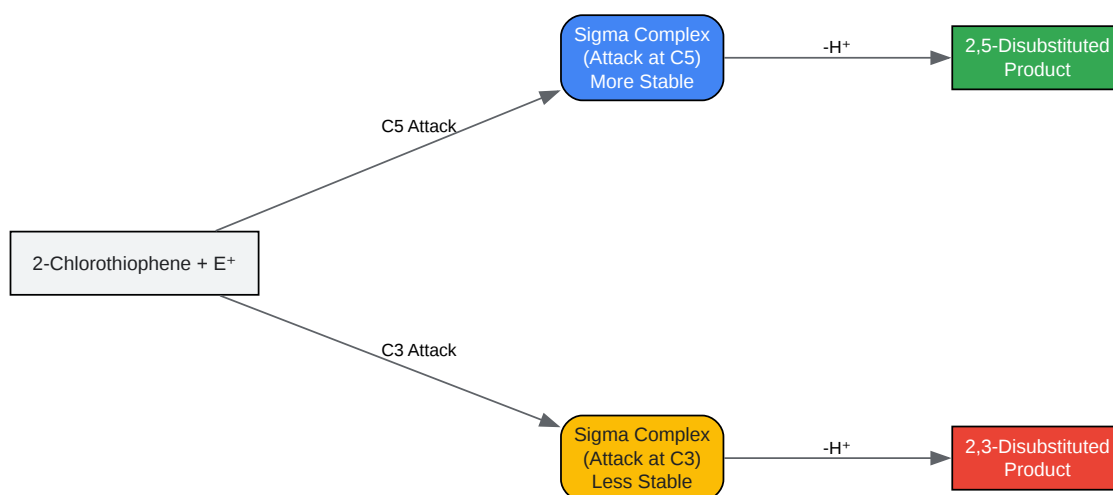 Sigma Complex
(Attack at C5)
More Stable
-H⁺
2,5-Disubstituted
Product
C5 Attack
2-Chlorothiophene + E⁺
C3 Attack
Sigma Complex
(Attack at C3)
Less Stable
-H⁺
2,3-Disubstituted
Product